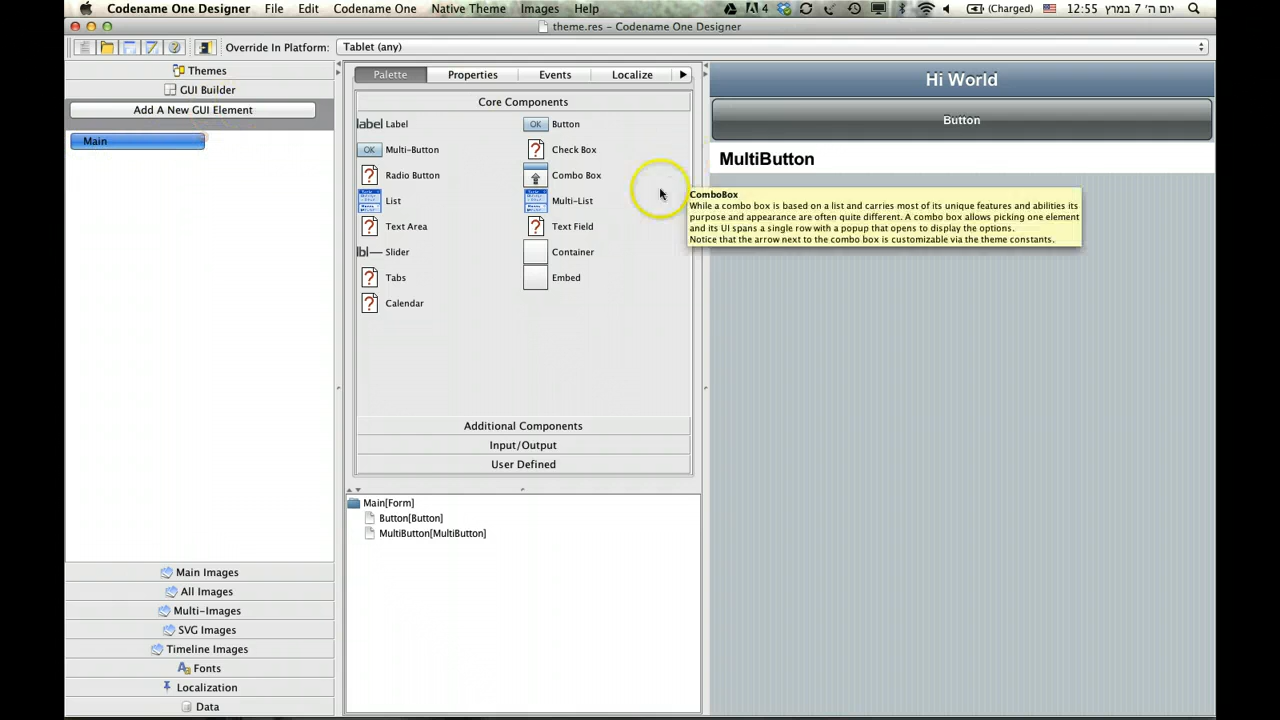 Codename One Designer File Edit Codename One Native Theme Images 4 (Charged) 12:55 יום ה׳ 7 במרץ
theme.res - Codename One Designer
Override In Platform: Tablet (any)
Themes
GUI Builder
Add A New GUI Element
Main
Main Images
All Images
Multi-Images
SVG Images
Timeline Images
Fonts
Localization
Data
Palette Properties Events Localize
Core Components
label Label OK Button
OK Multi-Button ? Check Box
? Radio Button Combo Box
List Multi-List
? Text Area ? Text Field
lbl Slider Container
? Tabs Embed
? Calendar
Additional Components
Input/Output
User Defined
Main[Form]
Button[Button]
MultiButton[MultiButton]
Hi World
Button
MultiButton
ComboBox
While a combo box is based on a list and carries most of its unique features and abilities its
purpose and appearance are often quite different. A combo box allows picking one element
and its UI spans a single row with a popup that opens to display the options.
Notice that the arrow next to the combo box is customizable via the theme constants.